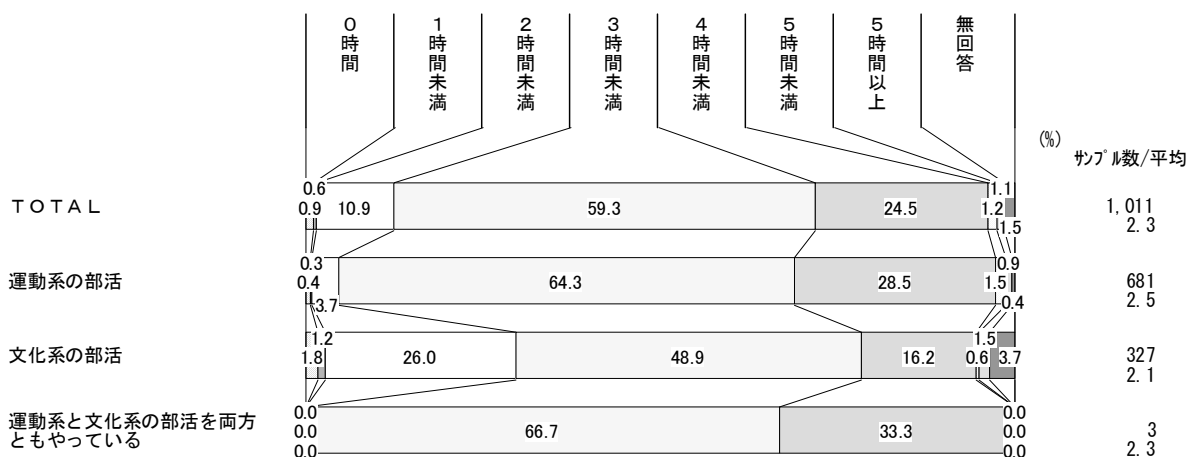 0時間
1時間未満
2時間未満
3時間未満
4時間未満
5時間未満
5時間以上
無回答
(%)
ｻﾝﾌﾟﾙ数/平均
ＴＯＴＡＬ
0.6
0.9
10.9
59.3
24.5
1.2
1.1
1.5
1,011
2.3
運動系の部活
0.3
0.4
3.7
64.3
28.5
1.5
0.9
0.4
681
2.5
文化系の部活
1.8
1.2
26.0
48.9
16.2
0.6
1.5
3.7
327
2.1
運動系と文化系の部活を両方
ともやっている
0.0
0.0
0.0
66.7
33.3
0.0
0.0
0.0
3
2.3